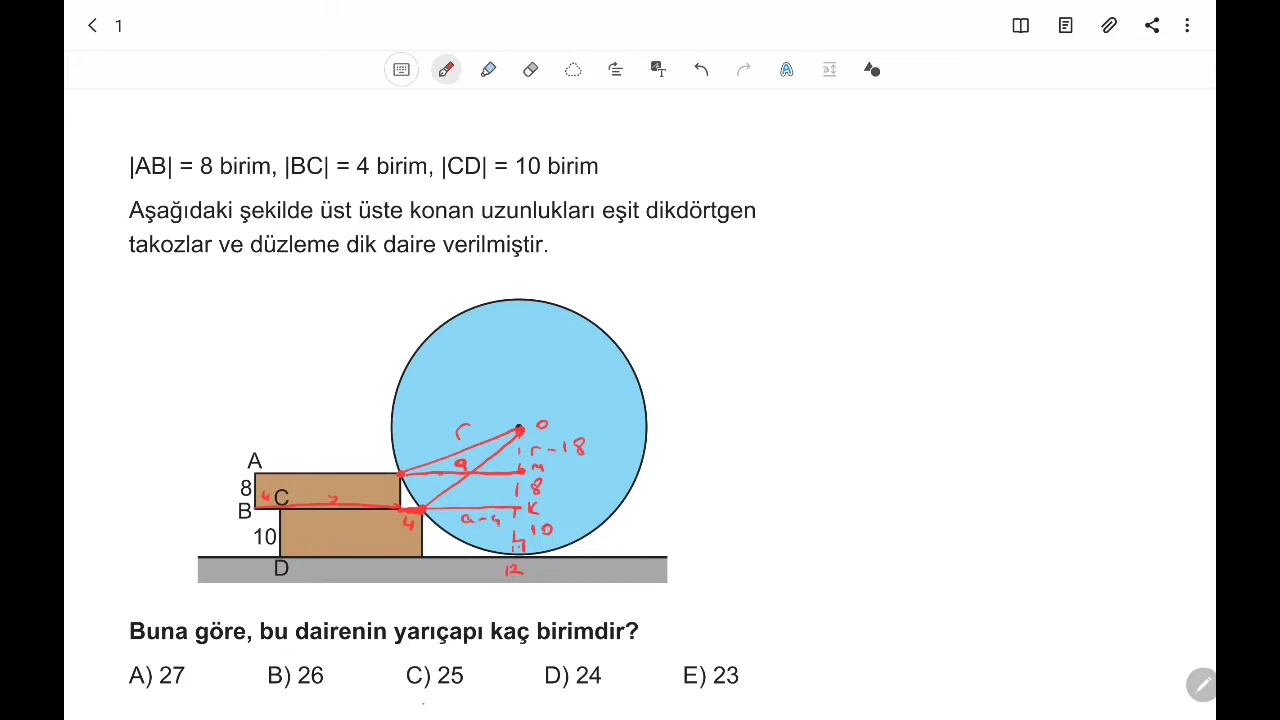 1
|AB| = 8 birim, |BC| = 4 birim, |CD| = 10 birim
Aşağıdaki şekilde üst üste konan uzunlukları eşit dikdörtgen
takozlar ve düzleme dik daire verilmiştir.
r
O
r-18
a
M
A
8
8
4
C
B
4
a-4
K
10
10
H
D
12
Buna göre, bu dairenin yarıçapı kaç birimdir?
A) 27 B) 26 C) 25 D) 24 E) 23